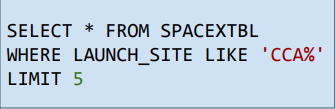 SELECT * FROM SPACEXTBL
WHERE LAUNCH_SITE LIKE 'CCA%'
LIMIT 5